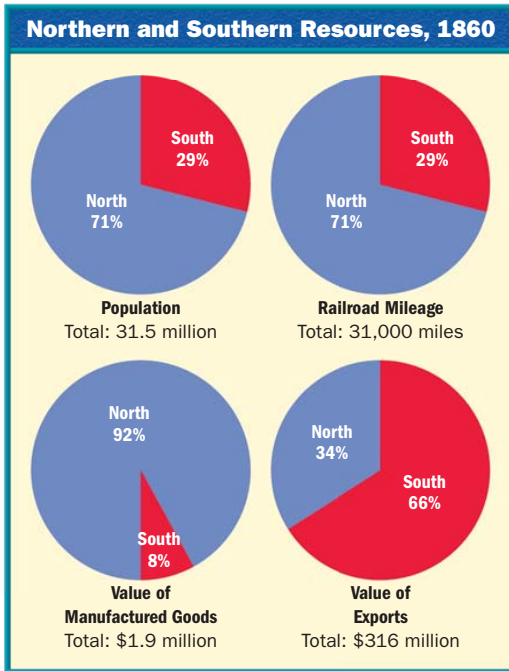 Northern and Southern Resources, 1860
South
29%
North
71%
Population
Total: 31.5 million
South
29%
North
71%
Railroad Mileage
Total: 31,000 miles
North
92%
South
8%
Value of
Manufactured Goods
Total: $1.9 million
North
34%
South
66%
Value of
Exports
Total: $316 million